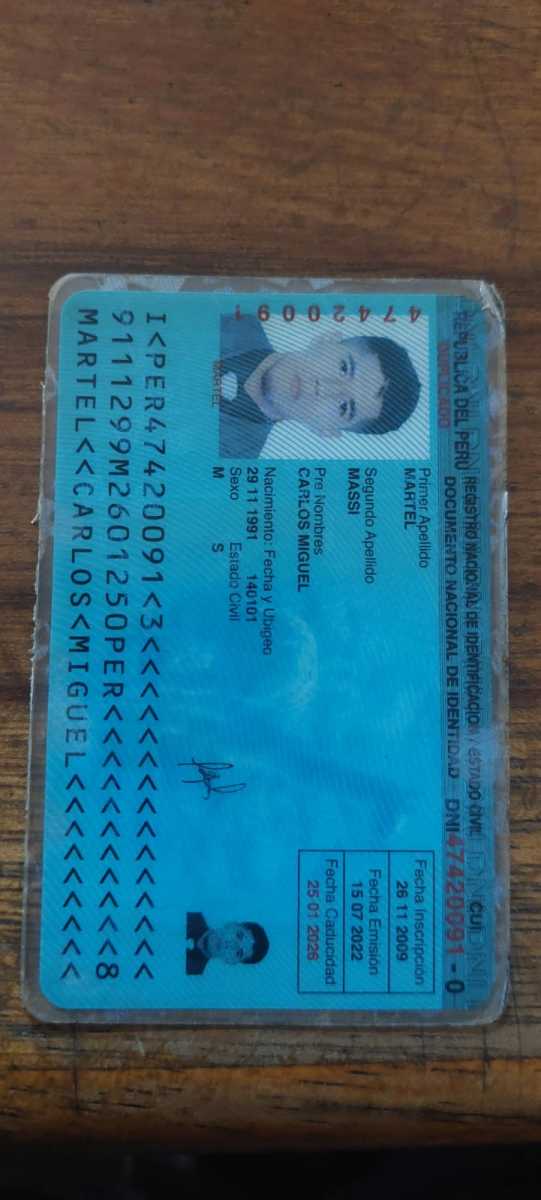 REPUBLICA DEL PERU REGISTRO NACIONAL DE IDENTIFICACION Y ESTADO CIVIL
DUPLICADO
DOCUMENTO NACIONAL DE IDENTIDAD DNI 47420091 - 0
CUI
47420091
MARTEL
Primer Apellido
MARTEL
Segundo Apellido
MASSI
Pre Nombres
CARLOS MIGUEL
Nacimiento: Fecha y Ubigeo
29 11 1991 140101
Sexo Estado Civil
M S
Fecha Inscripción
26 11 2009
Fecha Emisión
15 07 2022
Fecha Caducidad
25 01 2026
I<PER47420091<3<<<<<<<<<<<<<<<
9111299M2601250PER<<<<<<<<<<<8
MARTEL<<CARLOS<MIGUEL<<<<<<<<<